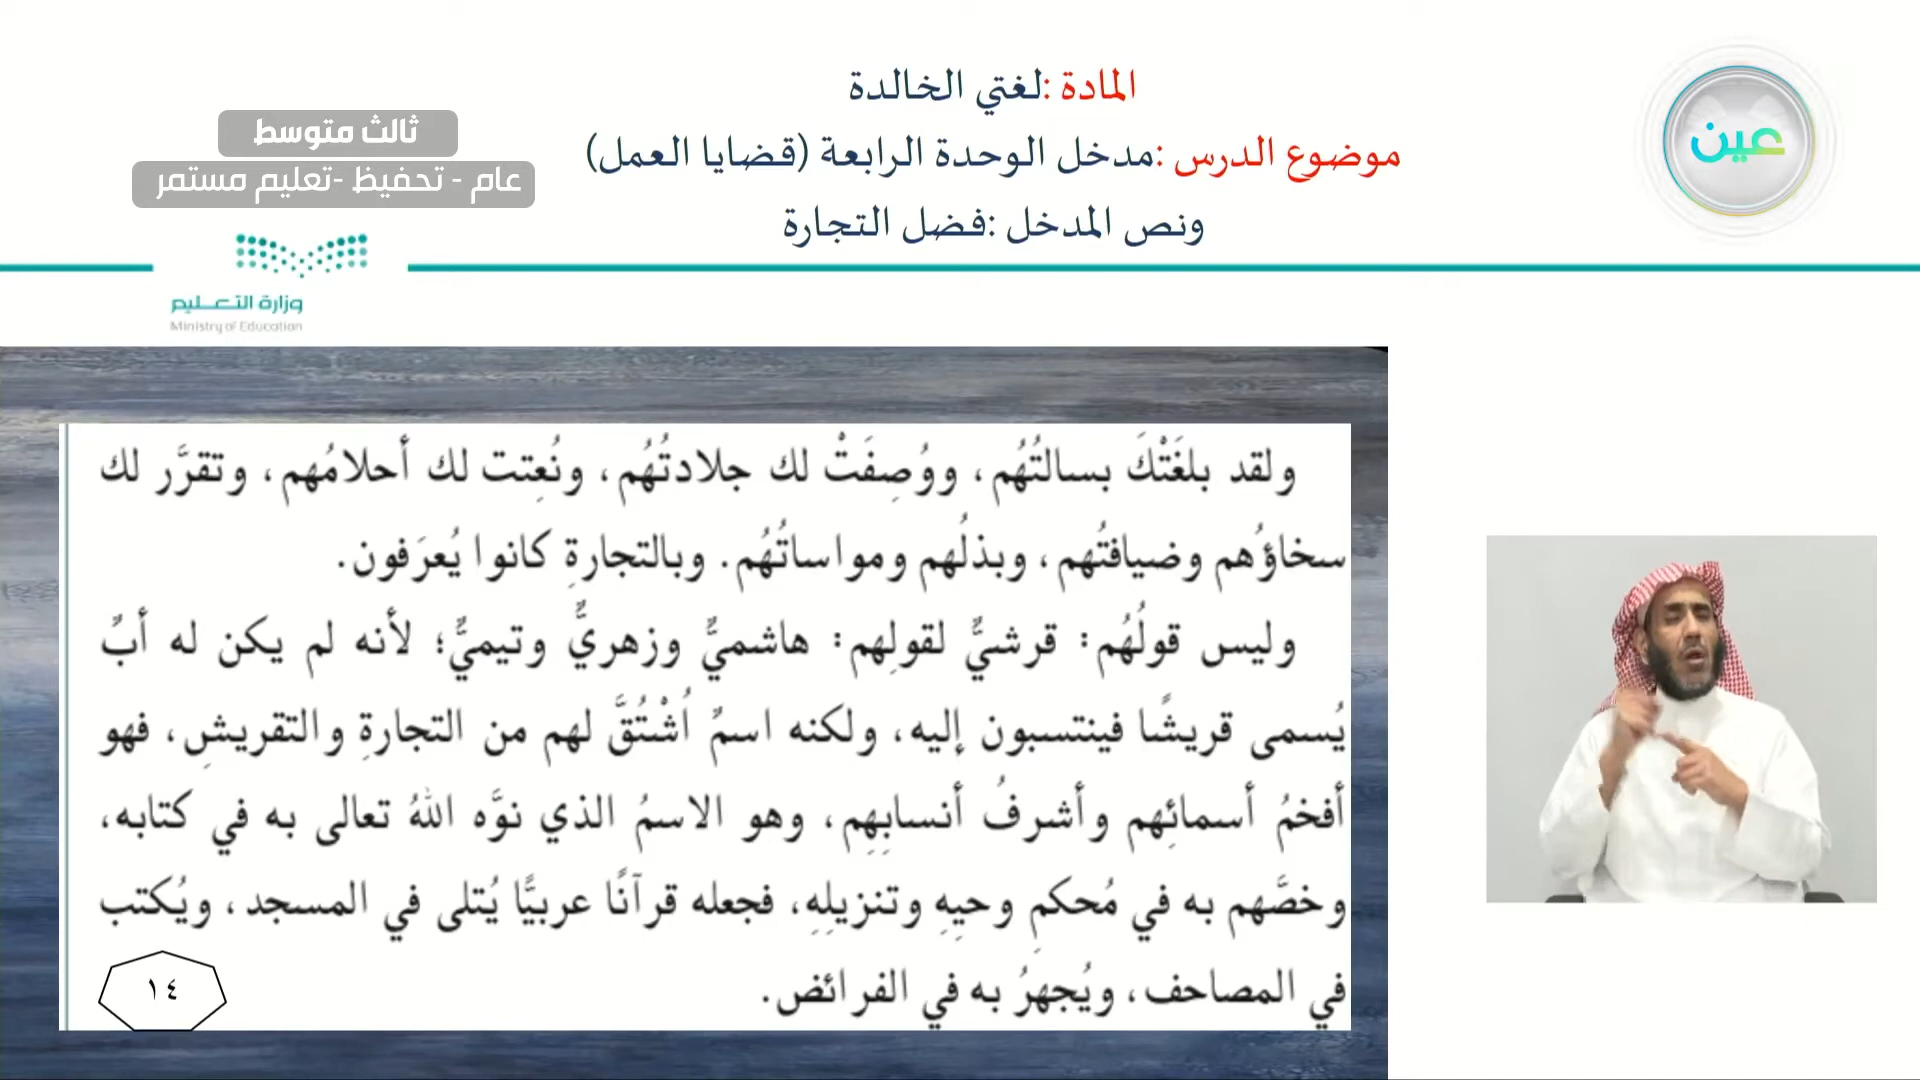 المادة :لغتي الخالدة
موضوع الدرس :مدخل الوحدة الرابعة (قضايا العمل)
ونص المدخل :فضل التجارة
عين
ثالث متوسط
عام - تحفيظ -تعليم مستمر
وزارة التعليم
Ministry of Education
ولقد بلغَتْكَ بسالتُهُم، ووُصِفَتْ لك جلادتُهُم، ونُعِتت لك أحلامُهم، وتقرَّر لك
سخاؤُهم وضيافتُهم، وبذلُهم ومواساتُهُم. وبالتجارةِ كانوا يُعرَفون.
وليس قولُهُم: قرشيٌّ لقولِهم: هاشميٌّ وزهريٌّ وتيميٌّ؛ لأنه لم يكن له أبٌ
يُسمى قريشًا فينتسبون إليه، ولكنه اسمٌ اُشْتُقَّ لهم من التجارةِ والتقريشِ، فهو
أفخمُ أسمائِهم وأشرفُ أنسابِهِم، وهو الاسمُ الذي نوَّه اللهُ تعالى به في كتابه،
وخصَّهم به في مُحكمِ وحيِهِ وتنزيلِهِ، فجعله قرآنًا عربيًّا يُتلى في المسجد، ويُكتب
في المصاحف، ويُجهرُ به في الفرائض.
١٤